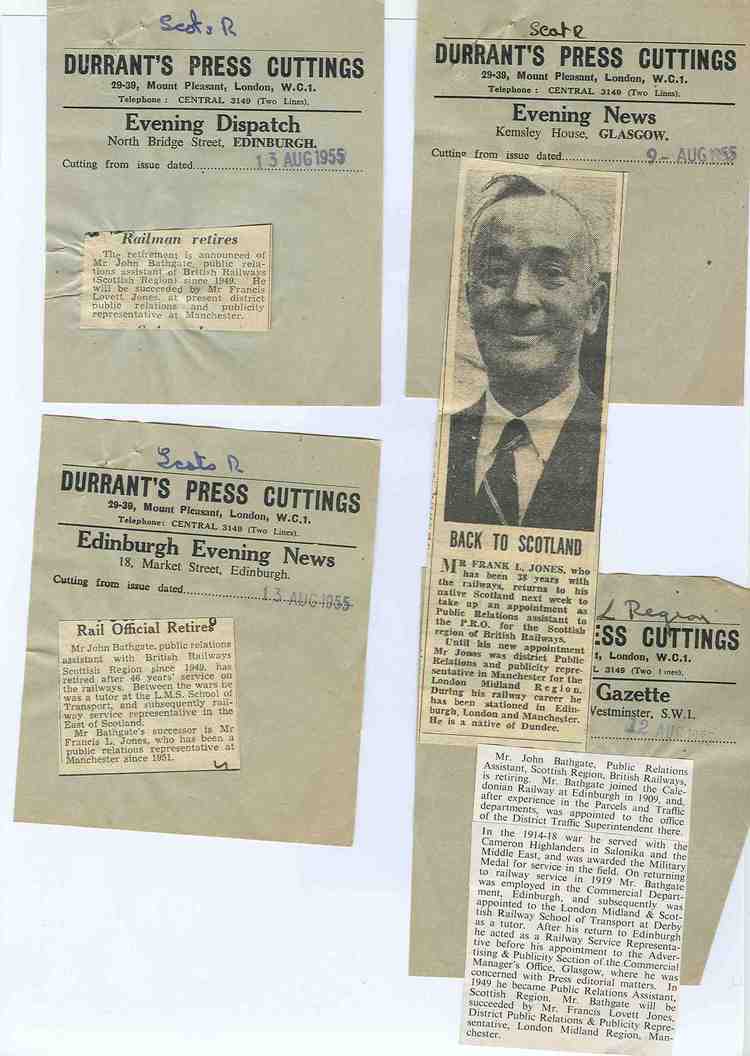 Scots R
DURRANT'S PRESS CUTTINGS
29-39, Mount Pleasant, London, W.C.1.
Telephone : CENTRAL 3149 (Two Lines).
Evening Dispatch
North Bridge Street, EDINBURGH.
Cutting from issue dated 13 AUG 1955
Railman retires
The retirement is announced of
Mr John Bathgate, public rela-
tions assistant of British Railways
(Scottish Region) since 1949. He
will be succeeded by Mr Francis
Lovett Jones, at present district
public relations and publicity
representative at Manchester.
Scot R
DURRANT'S PRESS CUTTINGS
29-39, Mount Pleasant, London, W.C.1.
Telephone : CENTRAL 3149 (Two Lines).
Evening News
Kemsley House, GLASGOW.
Cutting from issue dated 9- AUG 1955
BACK TO SCOTLAND
MR FRANK L. JONES, who
has been 38 years with
the railways, returns to his
native Scotland next week to
take up an appointment as
Public Relations assistant to
the P.R.O. for the Scottish
region of British Railways.
Until his new appointment
Mr Jones was district Public
Relations and publicity repre-
sentative in Manchester for the
London Midland Region.
During his railway career he
has been stationed in Edin-
burgh, London and Manchester.
He is a native of Dundee.
Scots R
DURRANT'S PRESS CUTTINGS
29-39, Mount Pleasant, London, W.C.1.
Telephone: CENTRAL 3149 (Two Lines).
Edinburgh Evening News
18, Market Street, Edinburgh.
Cutting from issue dated 13 AUG 1955
Rail Official Retires
Mr John Bathgate, public relations
assistant with British Railways
Scottish Region since 1949, has
retired after 46 years' service on
the railways. Between the wars he
was a tutor at the L.M.S. School of
Transport, and subsequently rail-
way service representative in the
East of Scotland.
Mr Bathgate's successor is Mr
Francis L. Jones, who has been a
public relations representative at
Manchester since 1951.
L Region
ESS CUTTINGS
t, London, W.C.1.
L 3149 (Two Lines).
Gazette
Westminster, S.W.1.
12 AUG
Mr. John Bathgate, Public Relations
Assistant, Scottish Region, British Railways,
is retiring. Mr. Bathgate joined the Cale-
donian Railway at Edinburgh in 1909, and,
after experience in the Parcels and Traffic
departments, was appointed to the office
of the District Traffic Superintendent there.
In the 1914-18 war he served with the
Cameron Highlanders in Salonika and the
Middle East, and was awarded the Military
Medal for service in the field. On returning
to railway service in 1919 Mr. Bathgate
was employed in the Commercial Depart-
ment, Edinburgh, and subsequently was
appointed to the London Midland & Scot-
tish Railway School of Transport at Derby
as a tutor. After his return to Edinburgh
he acted as a Railway Service Representa-
tive before his appointment to the Adver-
tising & Publicity Section of the Commercial
Manager's Office, Glasgow, where he was
concerned with Press editorial matters. In
1949 he became Public Relations Assistant,
Scottish Region. Mr. Bathgate will be
succeeded by Mr. Francis Lovett Jones,
District Public Relations & Publicity Repre-
sentative, London Midland Region, Man-
chester.